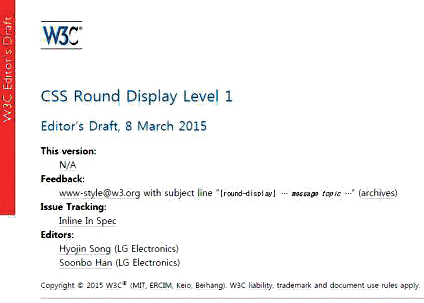 W3C Editor's Draft
W3C®
CSS Round Display Level 1
Editor's Draft, 8 March 2015
This version:
N/A
Feedback:
www-style@w3.org with subject line "[round-display] … message topic …" (archives)
Issue Tracking:
Inline In Spec
Editors:
Hyojin Song (LG Electronics)
Soonbo Han (LG Electronics)
Copyright © 2015 W3C® (MIT, ERCIM, Keio, Beihang). W3C liability, trademark and document use rules apply.